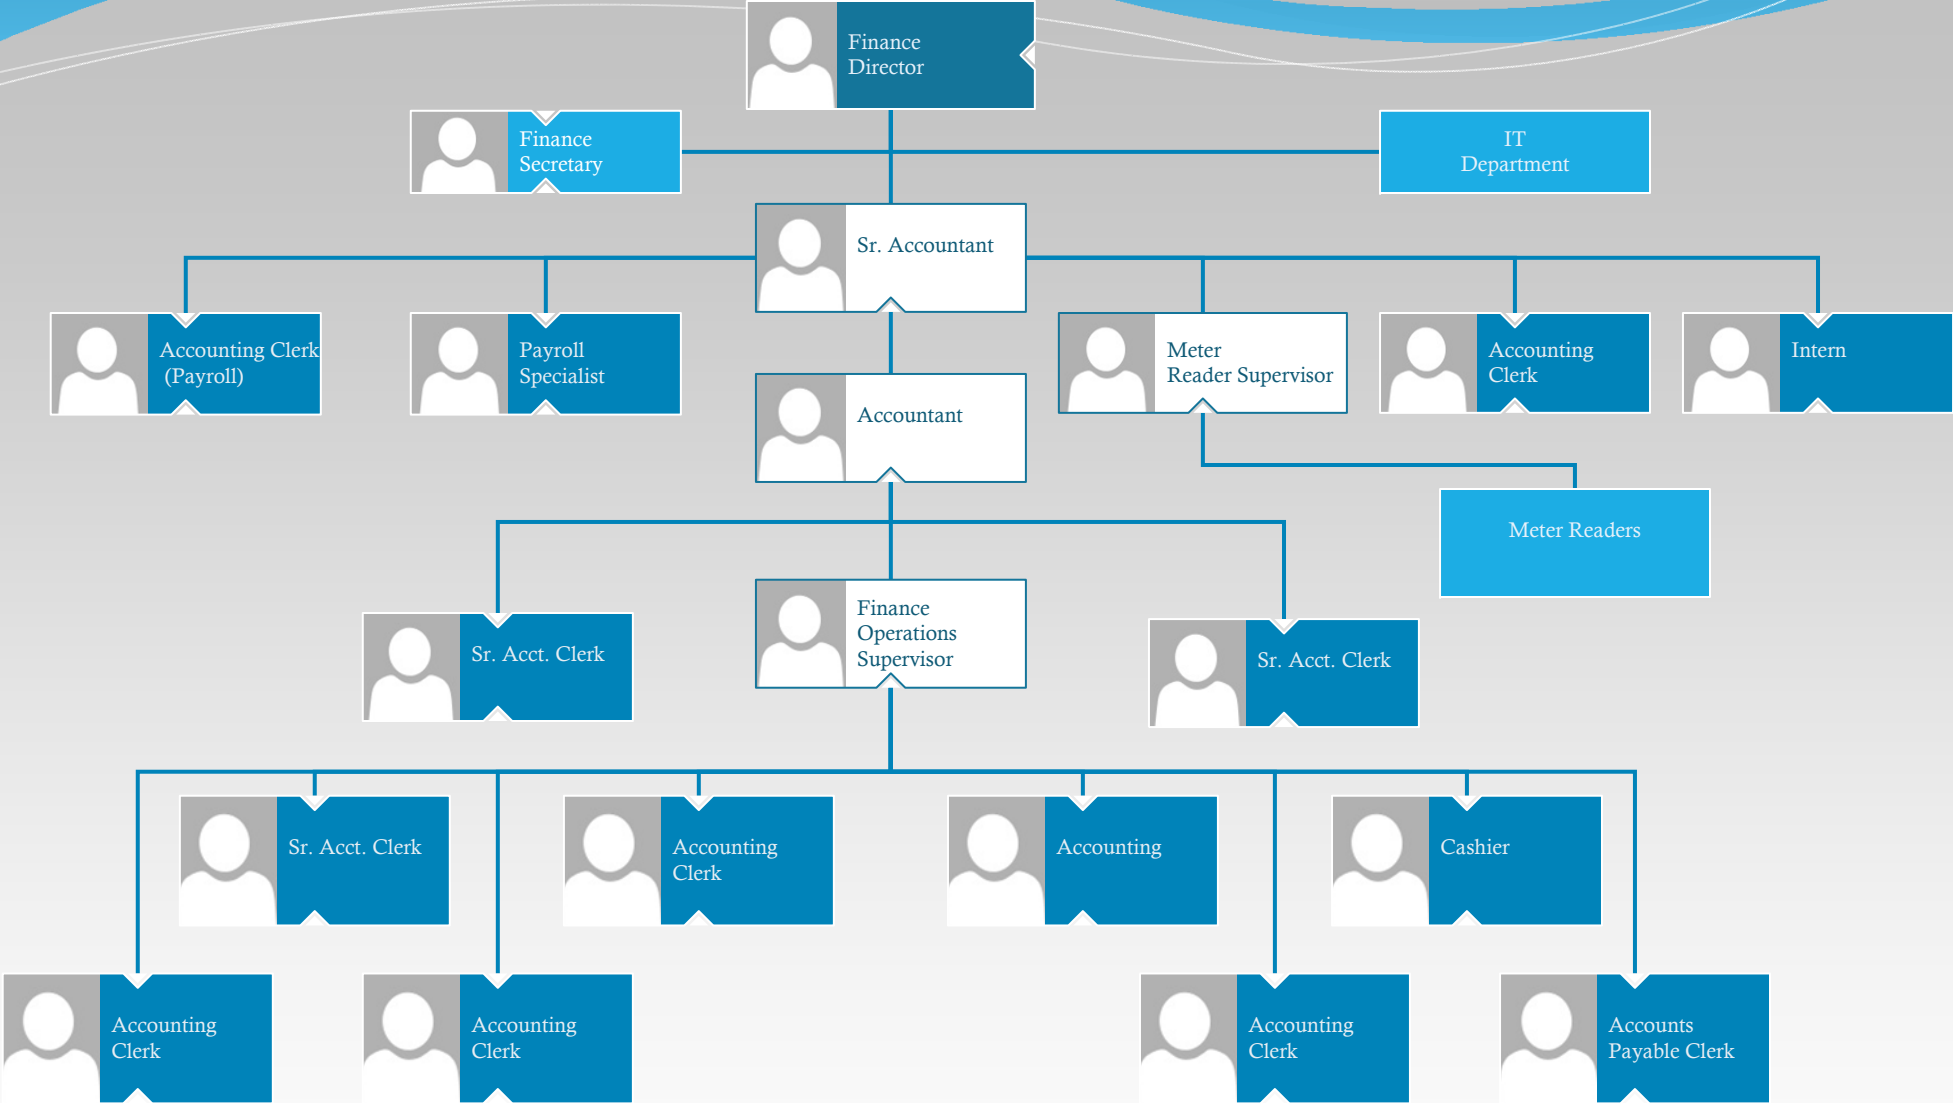 Finance
Director
Finance
Secretary
IT
Department
Sr. Accountant
Accounting Clerk
(Payroll)
Payroll
Specialist
Meter
Reader Supervisor
Accounting
Clerk
Intern
Accountant
Meter Readers
Sr. Acct. Clerk
Finance
Operations
Supervisor
Sr. Acct. Clerk
Sr. Acct. Clerk
Accounting
Clerk
Accounting
Cashier
Accounting
Clerk
Accounting
Clerk
Accounting
Clerk
Accounts
Payable Clerk